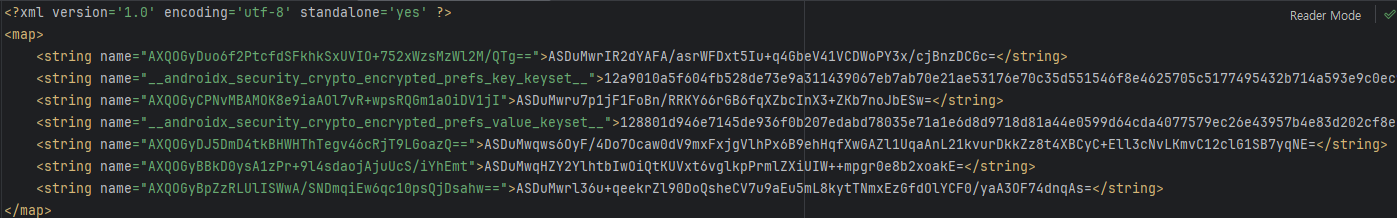 <?xml version='1.0' encoding='utf-8' standalone='yes' ?>
Reader Mode
<map>
<string name="AXQOGyDuo6f2PtcfdSFkhkSxUVIO+752xWzsMzWl2M/QTg==">ASDuMwrIR2dYAFA/asrWFDxt5Iu+q4GbeV41VCDWoPY3x/cjBnzDCGc=</string>
<string name="__androidx_security_crypto_encrypted_prefs_key_keyset__">12a9010a5f604fb528de73e9a311439067eb7ab70e21ae53176e70c35d551546f8e4625705c5177495432b714a593e9c0ec
<string name="AXQOGyCPNvMBAMOK8e9iaAOl7vR+wpsRQGm1aOiDV1jI">ASDuMwru7p1jF1FoBn/RRKY66rGB6fqXZbcInX3+ZKb7noJbESw=</string>
<string name="__androidx_security_crypto_encrypted_prefs_value_keyset__">128801d946e7145de936f0b207edabd78035e71a1e6d8d9718d81a44e0599d64cda4077579ec26e43957b4e83d202cf8e
<string name="AXQOGyDJ5DmD4tkBHWHThTegv46cRjT9LGoazQ==">ASDuMwqws6OyF/4Do7Ocaw0dV9mxFxjgVlhPx6B9ehHqfXwGAZl1UqaAnL21kvurDkkZz8t4XBCyC+Ell3cNvLKmvC12clG1SB7yqNE=</string>
<string name="AXQOGyBBkD0ysA1zPr+9l4sdaojAjuUcS/iYhEmt">ASDuMwqHZY2YlhtbIwOiQtKUVxt6vglkpPrmlZXiUIW++mpgr0e8b2xoakE=</string>
<string name="AXQOGyBpZzRLUlISWwA/SNDmqiEw6qc10psQjDsahw==">ASDuMwrl36u+qeekrZl90DoQsheCV7u9aEu5mL8kytTNmxEzGfdOlYCF0/yaA3OF74dnqAs=</string>
</map>